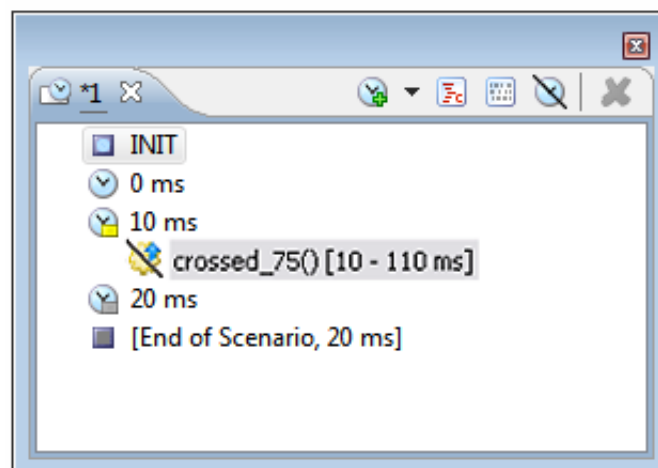 *1
INIT
0 ms
10 ms
crossed_75() [10 - 110 ms]
20 ms
[End of Scenario, 20 ms]